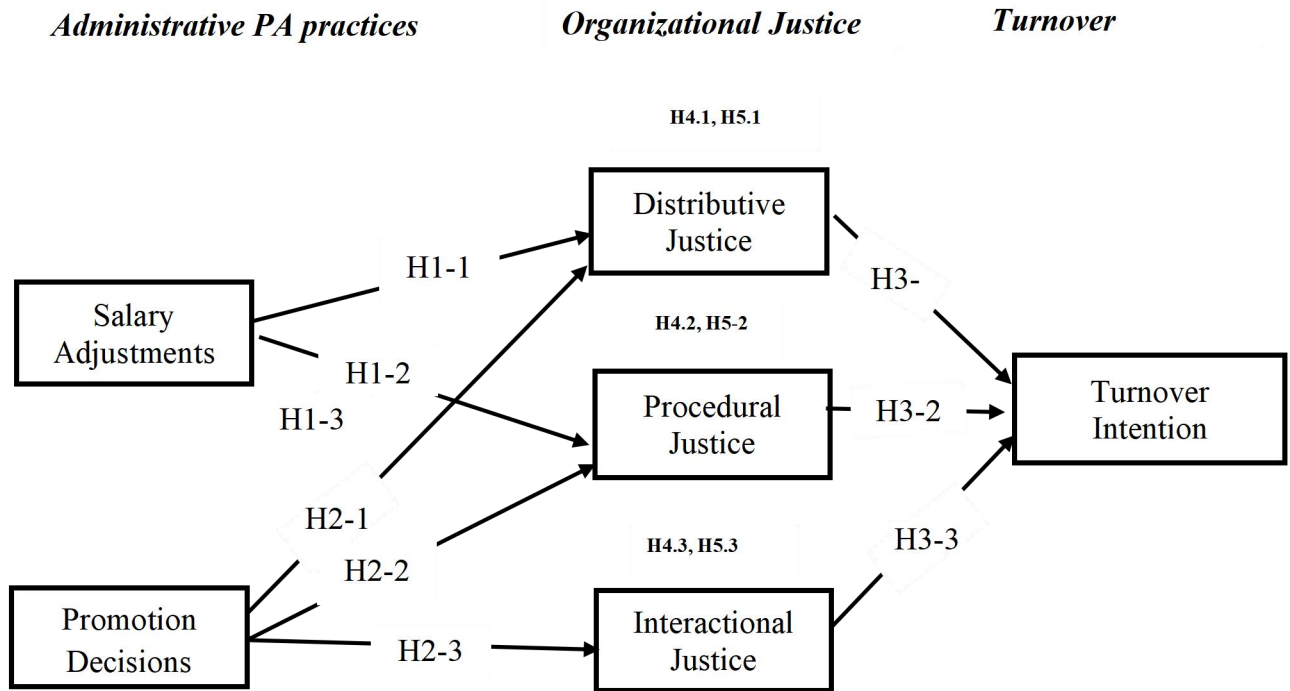 Administrative PA practices
Organizational Justice
Turnover
H4.1, H5.1
Distributive
Justice
H1-1
H3-
Salary
Adjustments
H4.2, H5-2
H1-2
H1-3
Procedural
Justice
H3-2
Turnover
Intention
H2-1
H2-2
H4.3, H5.3
H3-3
Promotion
Decisions
H2-3
Interactional
Justice